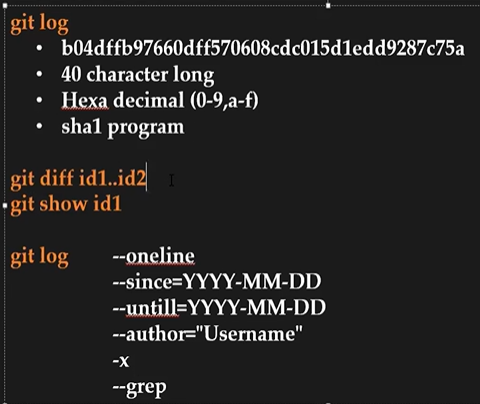 git log
• b04dffb97660dff570608cdc015d1edd9287c75a
• 40 character long
• Hexa decimal (0-9,a-f)
• sha1 program
git diff id1..id2
git show id1
git log --oneline
--since=YYYY-MM-DD
--untill=YYYY-MM-DD
--author="Username"
-x
--grep